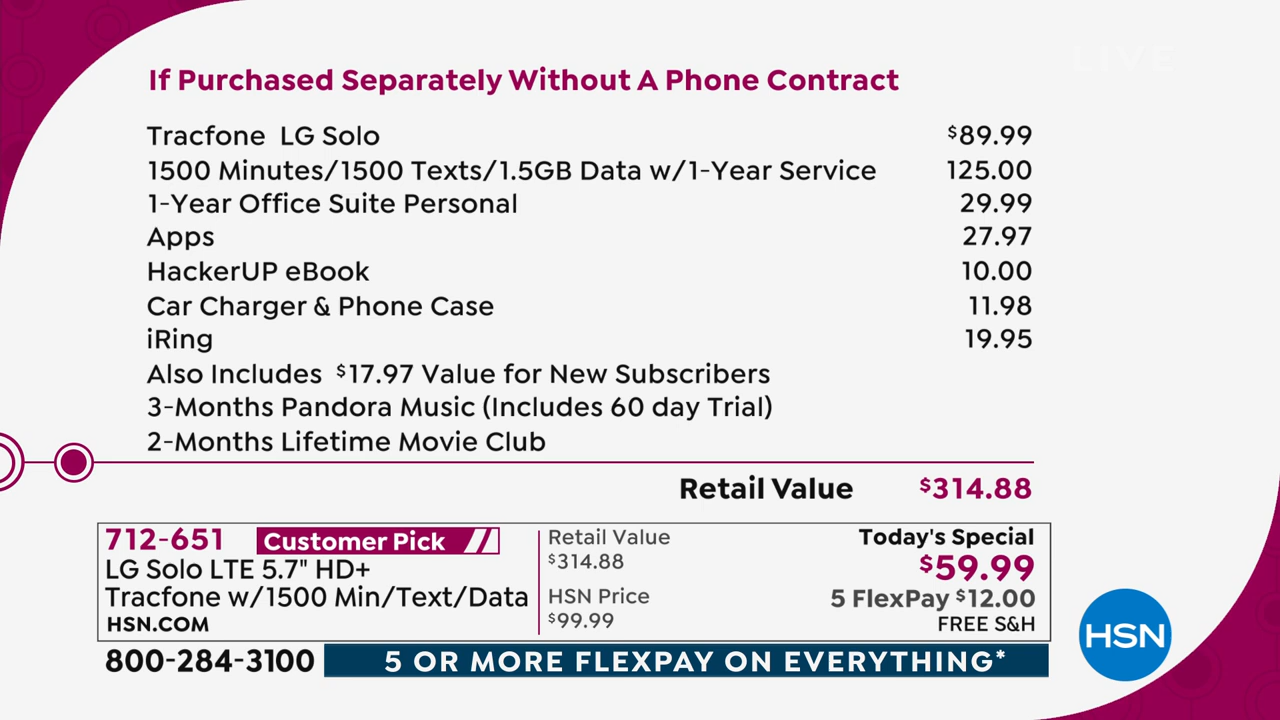 LIVE
If Purchased Separately Without A Phone Contract
Tracfone LG Solo $89.99
1500 Minutes/1500 Texts/1.5GB Data w/1-Year Service 125.00
1-Year Office Suite Personal 29.99
Apps 27.97
HackerUP eBook 10.00
Car Charger & Phone Case 11.98
iRing 19.95
Also Includes $17.97 Value for New Subscribers
3-Months Pandora Music (Includes 60 day Trial)
2-Months Lifetime Movie Club
Retail Value $314.88
712-651 Customer Pick
LG Solo LTE 5.7" HD+
Tracfone w/1500 Min/Text/Data
HSN.COM
Retail Value
$314.88
HSN Price
$99.99
Today's Special
$59.99
5 FlexPay $12.00
FREE S&H
HSN
800-284-3100 5 OR MORE FLEXPAY ON EVERYTHING*